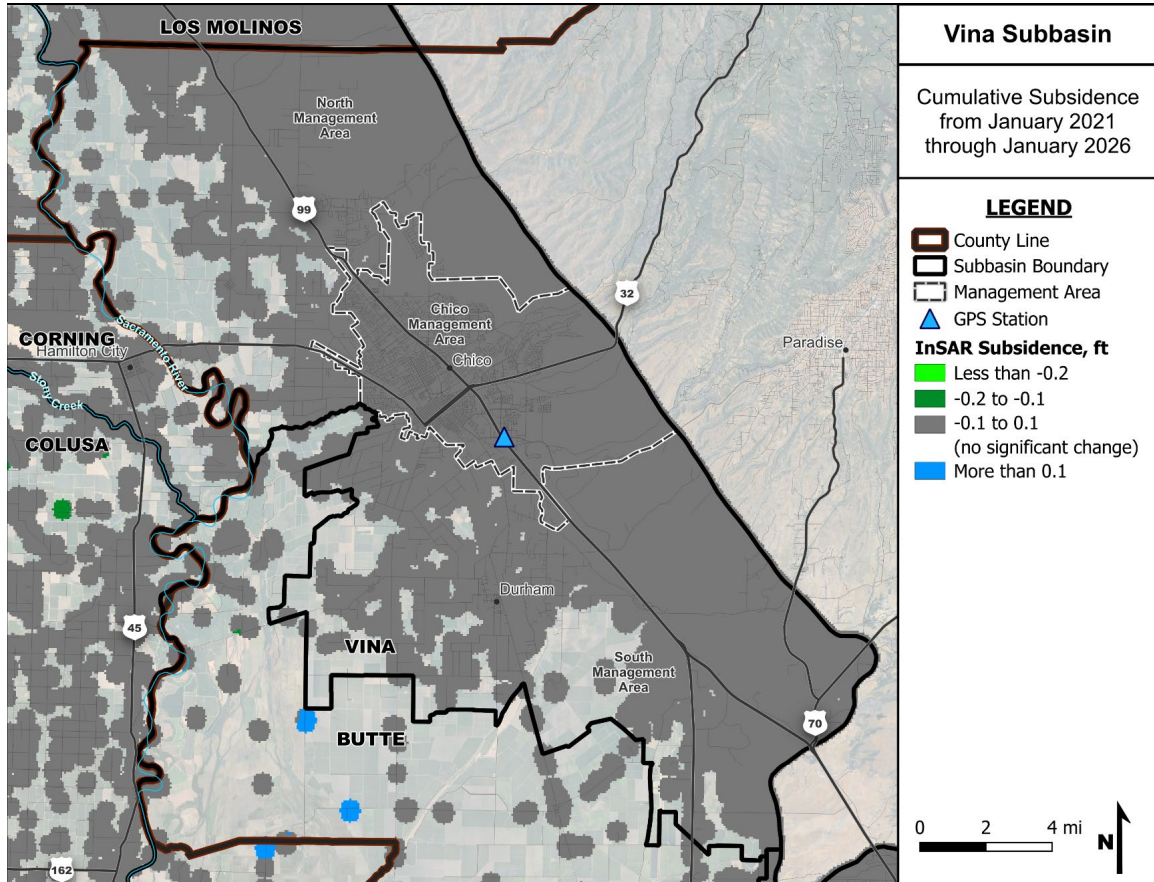 LOS MOLINOS
North
Management
Area
99
32
Chico
Management
Area
Chico
Paradise
CORNING
Hamilton City
Sacramento River
Stony Creek
COLUSA
45
Durham
VINA
South
Management
Area
BUTTE
70
162
Vina Subbasin
Cumulative Subsidence
from January 2021
through January 2026
LEGEND
County Line
Subbasin Boundary
Management Area
GPS Station
InSAR Subsidence, ft
Less than -0.2
-0.2 to -0.1
-0.1 to 0.1
(no significant change)
More than 0.1
0 2 4 mi
N